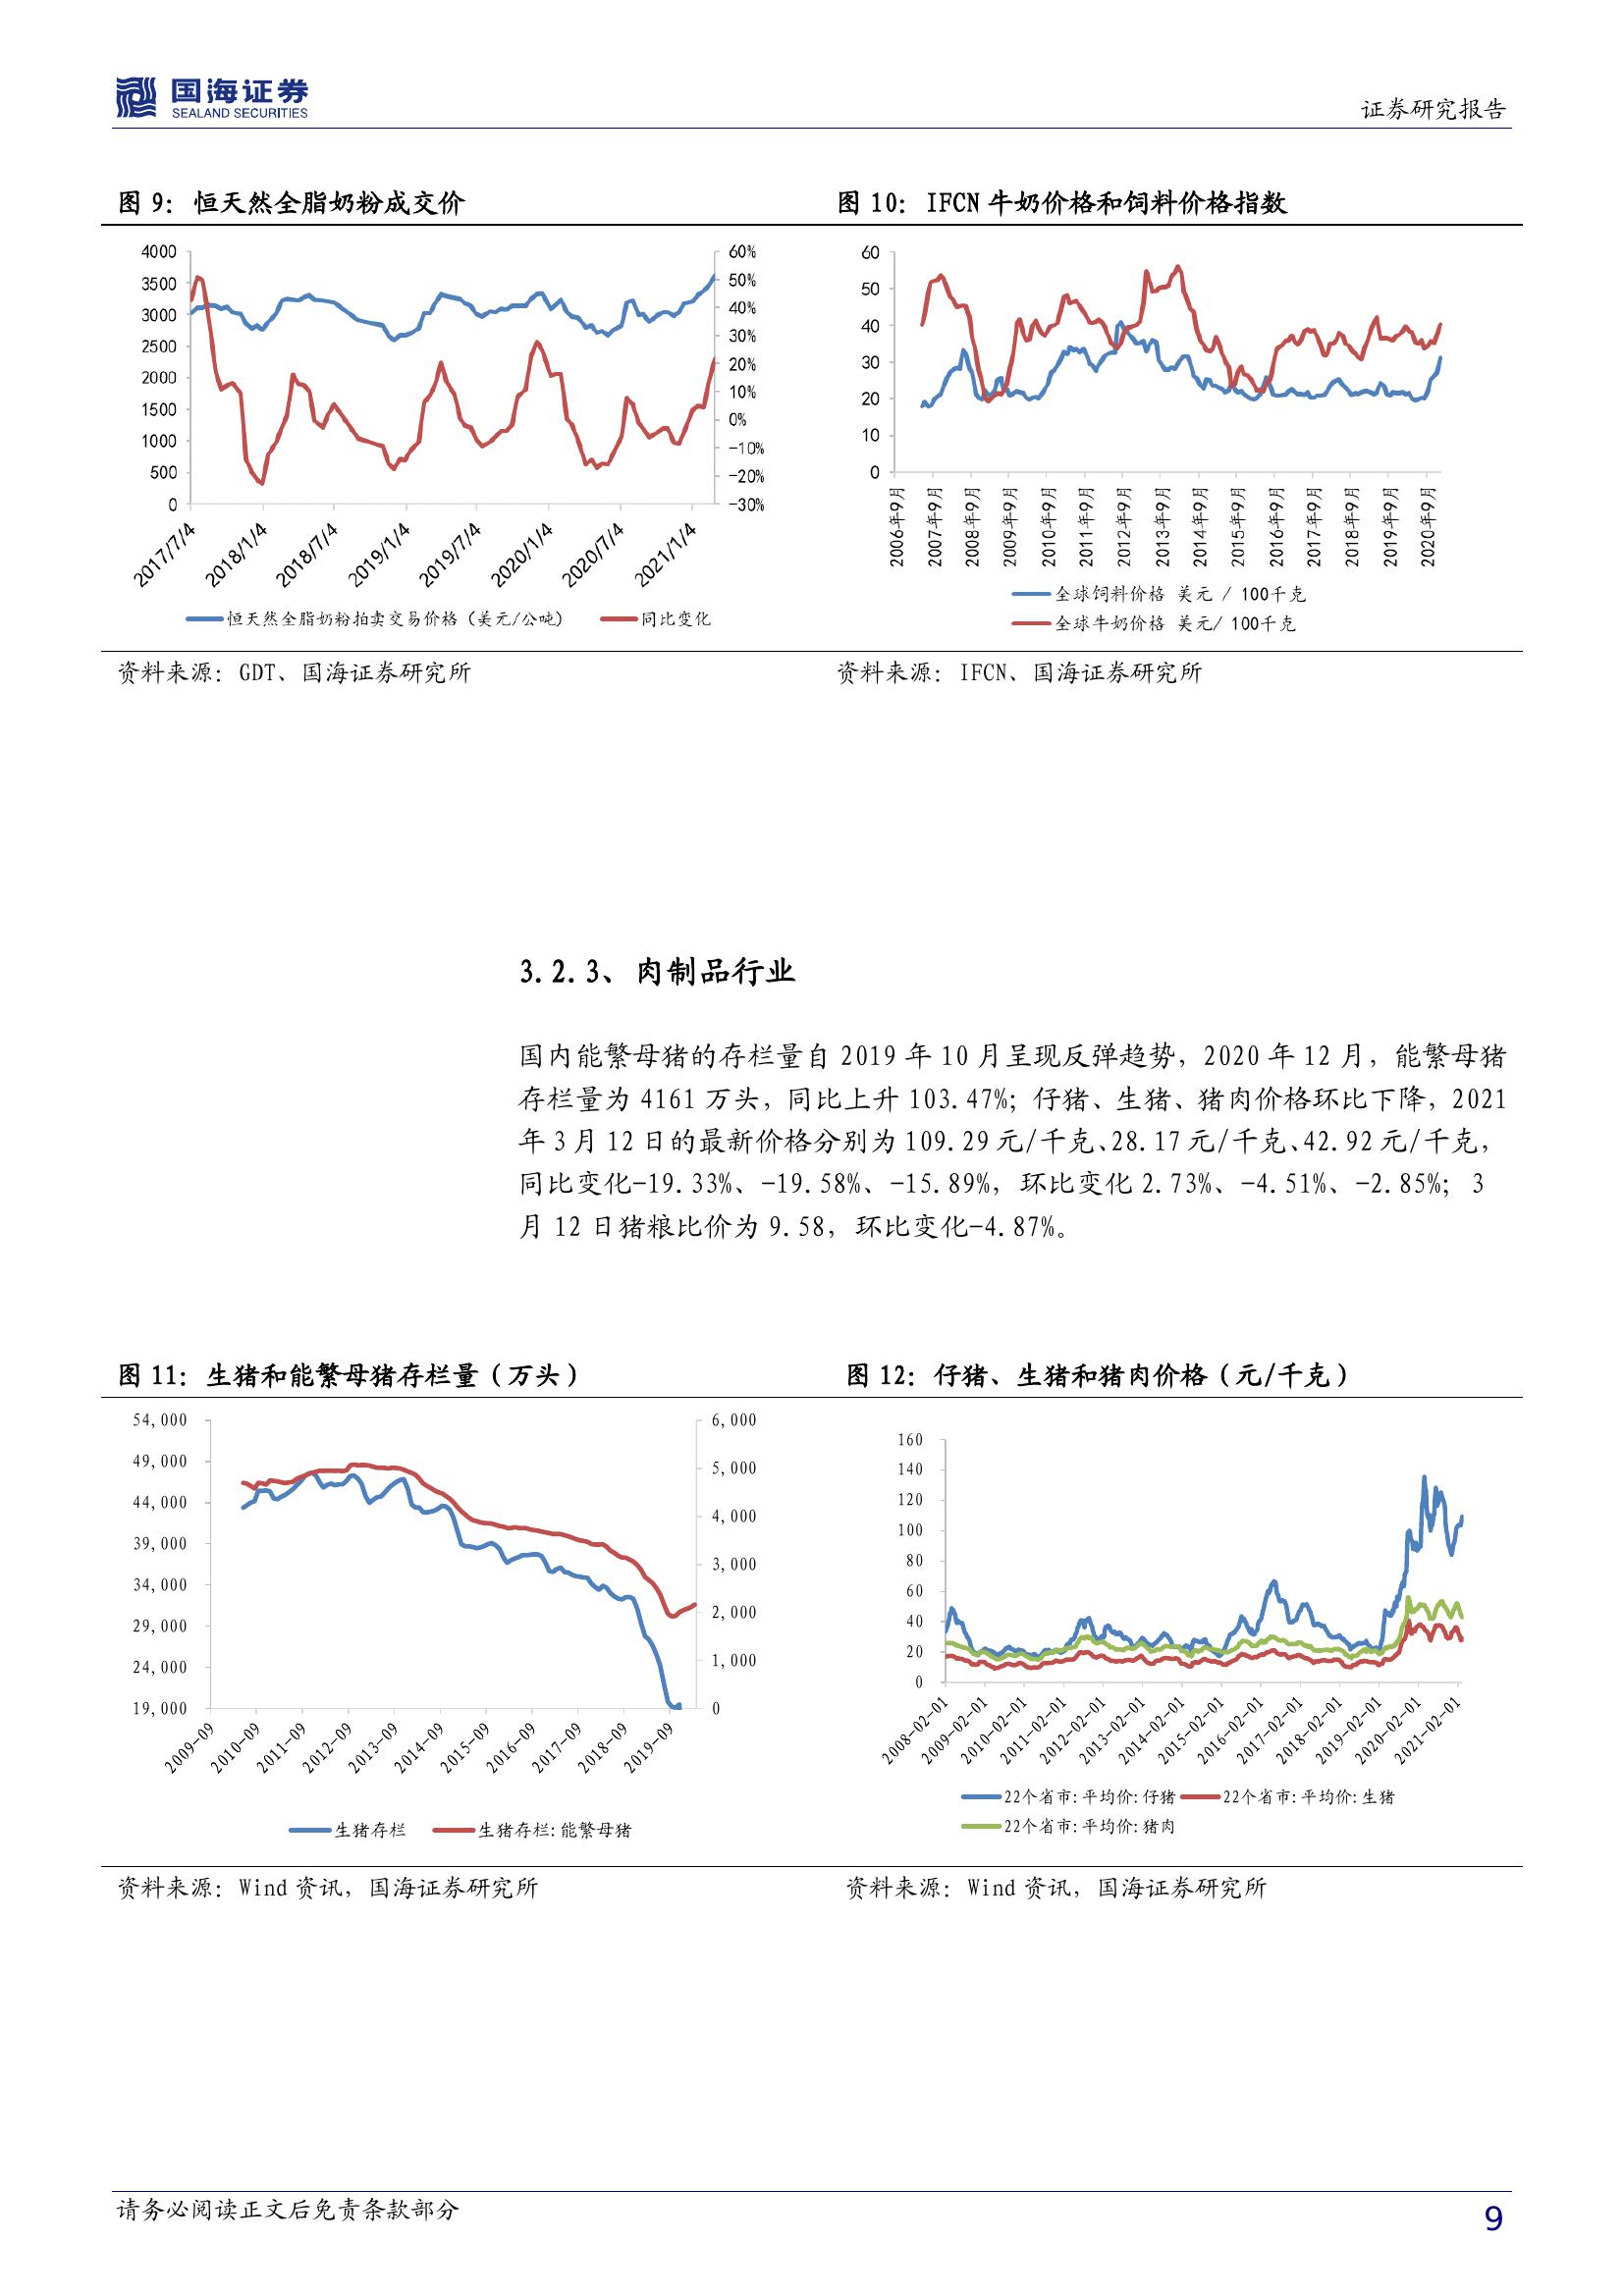 国海证券
SEALAND SECURITIES
证券研究报告
图 9：恒天然全脂奶粉成交价
4000
3500
3000
2500
2000
1500
1000
500
0
60%
50%
40%
30%
20%
10%
0%
-10%
-20%
-30%
2017/7/4
2018/1/4
2018/7/4
2019/1/4
2019/7/4
2020/1/4
2020/7/4
2021/1/4
恒天然全脂奶粉拍卖交易价格（美元/公吨）
同比变化
资料来源：GDT、国海证券研究所
图 10：IFCN 牛奶价格和饲料价格指数
60
50
40
30
20
10
0
2006年9月
2007年9月
2008年9月
2009年9月
2010年9月
2011年9月
2012年9月
2013年9月
2014年9月
2015年9月
2016年9月
2017年9月
2018年9月
2019年9月
2020年9月
全球饲料价格 美元 / 100千克
全球牛奶价格 美元/ 100千克
资料来源：IFCN、国海证券研究所
3.2.3、肉制品行业
国内能繁母猪的存栏量自 2019 年 10 月呈现反弹趋势，2020 年 12 月，能繁母猪
存栏量为 4161 万头，同比上升 103.47%；仔猪、生猪、猪肉价格环比下降，2021
年 3 月 12 日的最新价格分别为 109.29 元/千克、28.17 元/千克、42.92 元/千克，
同比变化-19.33%、-19.58%、-15.89%，环比变化 2.73%、-4.51%、-2.85%；3
月 12 日猪粮比价为 9.58，环比变化-4.87%。
图 11：生猪和能繁母猪存栏量（万头）
54,000
49,000
44,000
39,000
34,000
29,000
24,000
19,000
6,000
5,000
4,000
3,000
2,000
1,000
0
2009-09
2010-09
2011-09
2012-09
2013-09
2014-09
2015-09
2016-09
2017-09
2018-09
2019-09
生猪存栏
生猪存栏:能繁母猪
资料来源：Wind 资讯，国海证券研究所
图 12：仔猪、生猪和猪肉价格（元/千克）
160
140
120
100
80
60
40
20
0
2008-02-01
2009-02-01
2010-02-01
2011-02-01
2012-02-01
2013-02-01
2014-02-01
2015-02-01
2016-02-01
2017-02-01
2018-02-01
2019-02-01
2020-02-01
2021-02-01
22个省市:平均价:仔猪
22个省市:平均价:生猪
22个省市:平均价:猪肉
资料来源：Wind 资讯，国海证券研究所
请务必阅读正文后免责条款部分
9